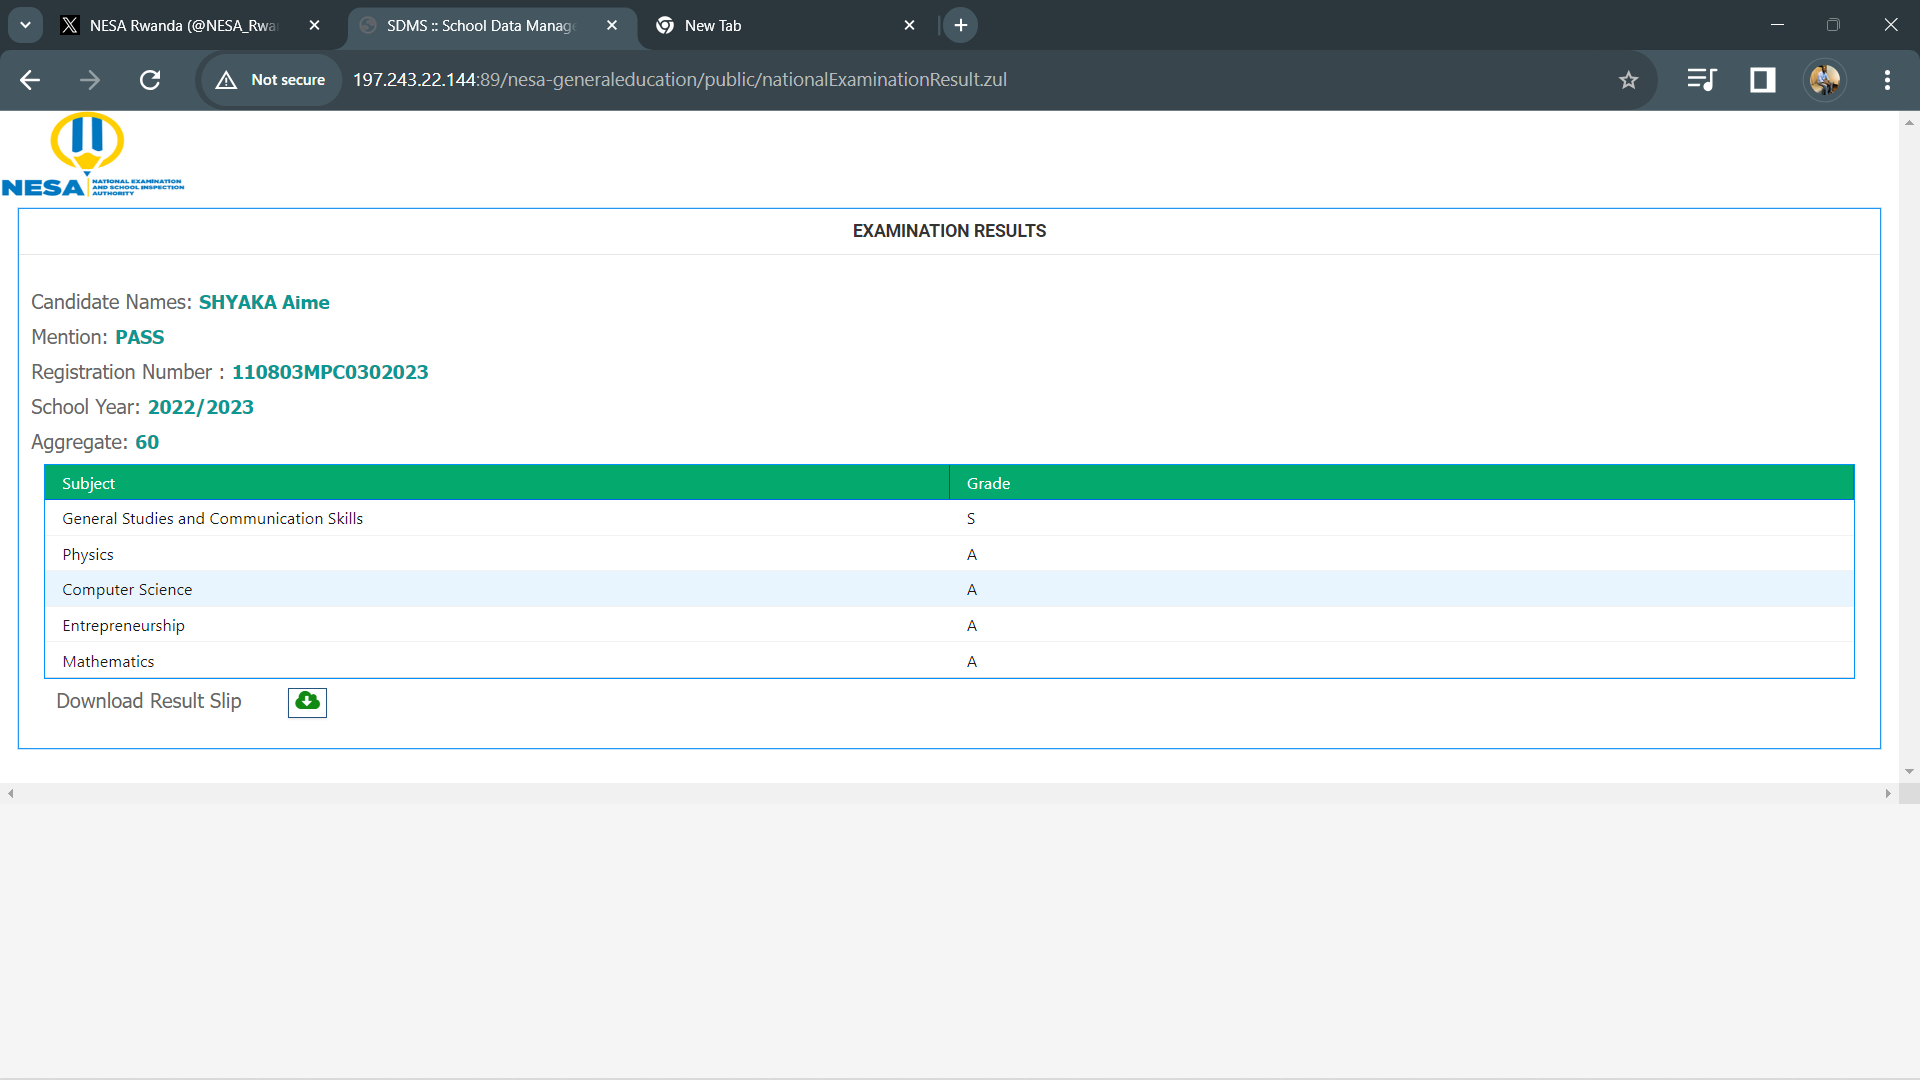 NESA Rwanda (@NESA_Rwa
SDMS :: School Data Manage
New Tab
Not secure
197.243.22.144:89/nesa-generaleducation/public/nationalExaminationResult.zul
NESA
NATIONAL EXAMINATION
AND SCHOOL INSPECTION
AUTHORITY
EXAMINATION RESULTS
Candidate Names: SHYAKA Aime
Mention: PASS
Registration Number : 110803MPC0302023
School Year: 2022/2023
Aggregate: 60
Subject Grade
General Studies and Communication Skills S
Physics A
Computer Science A
Entrepreneurship A
Mathematics A
Download Result Slip